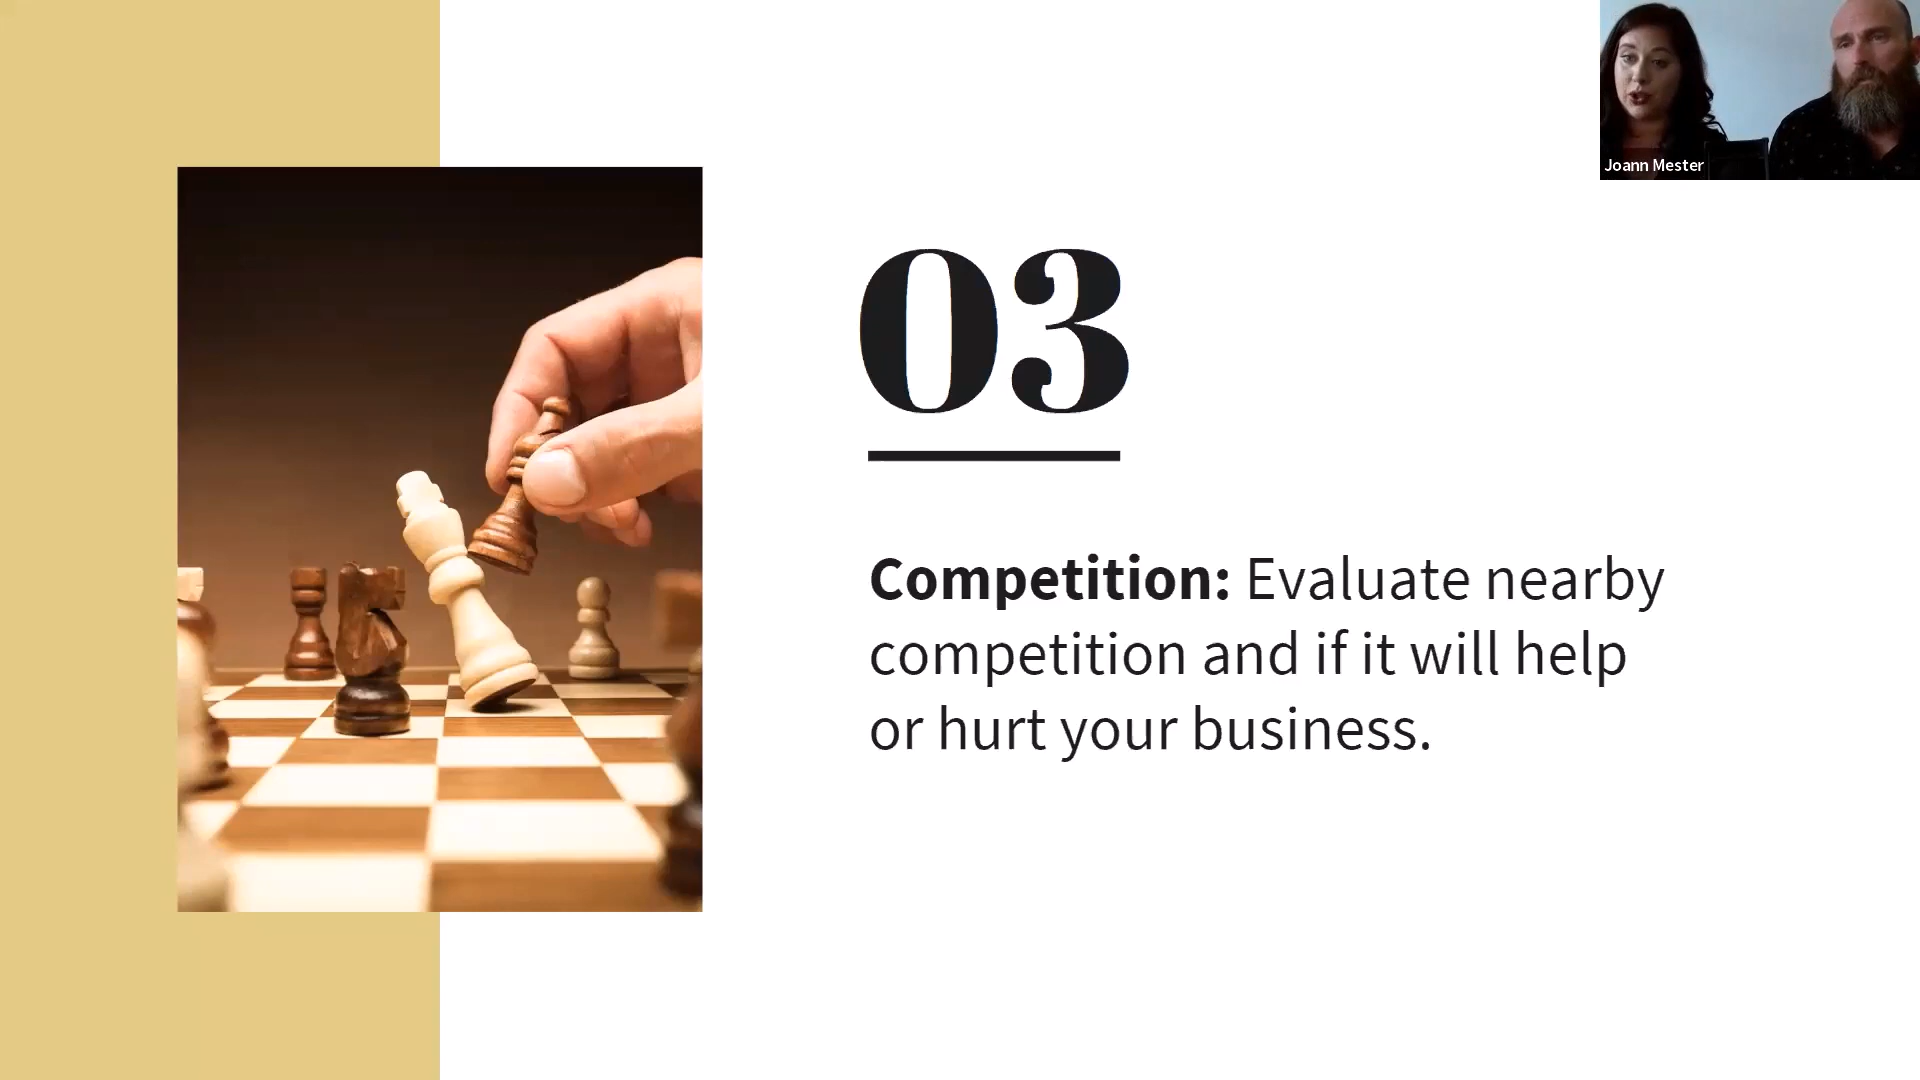 Joann Mester
03
Competition: Evaluate nearby
competition and if it will help
or hurt your business.